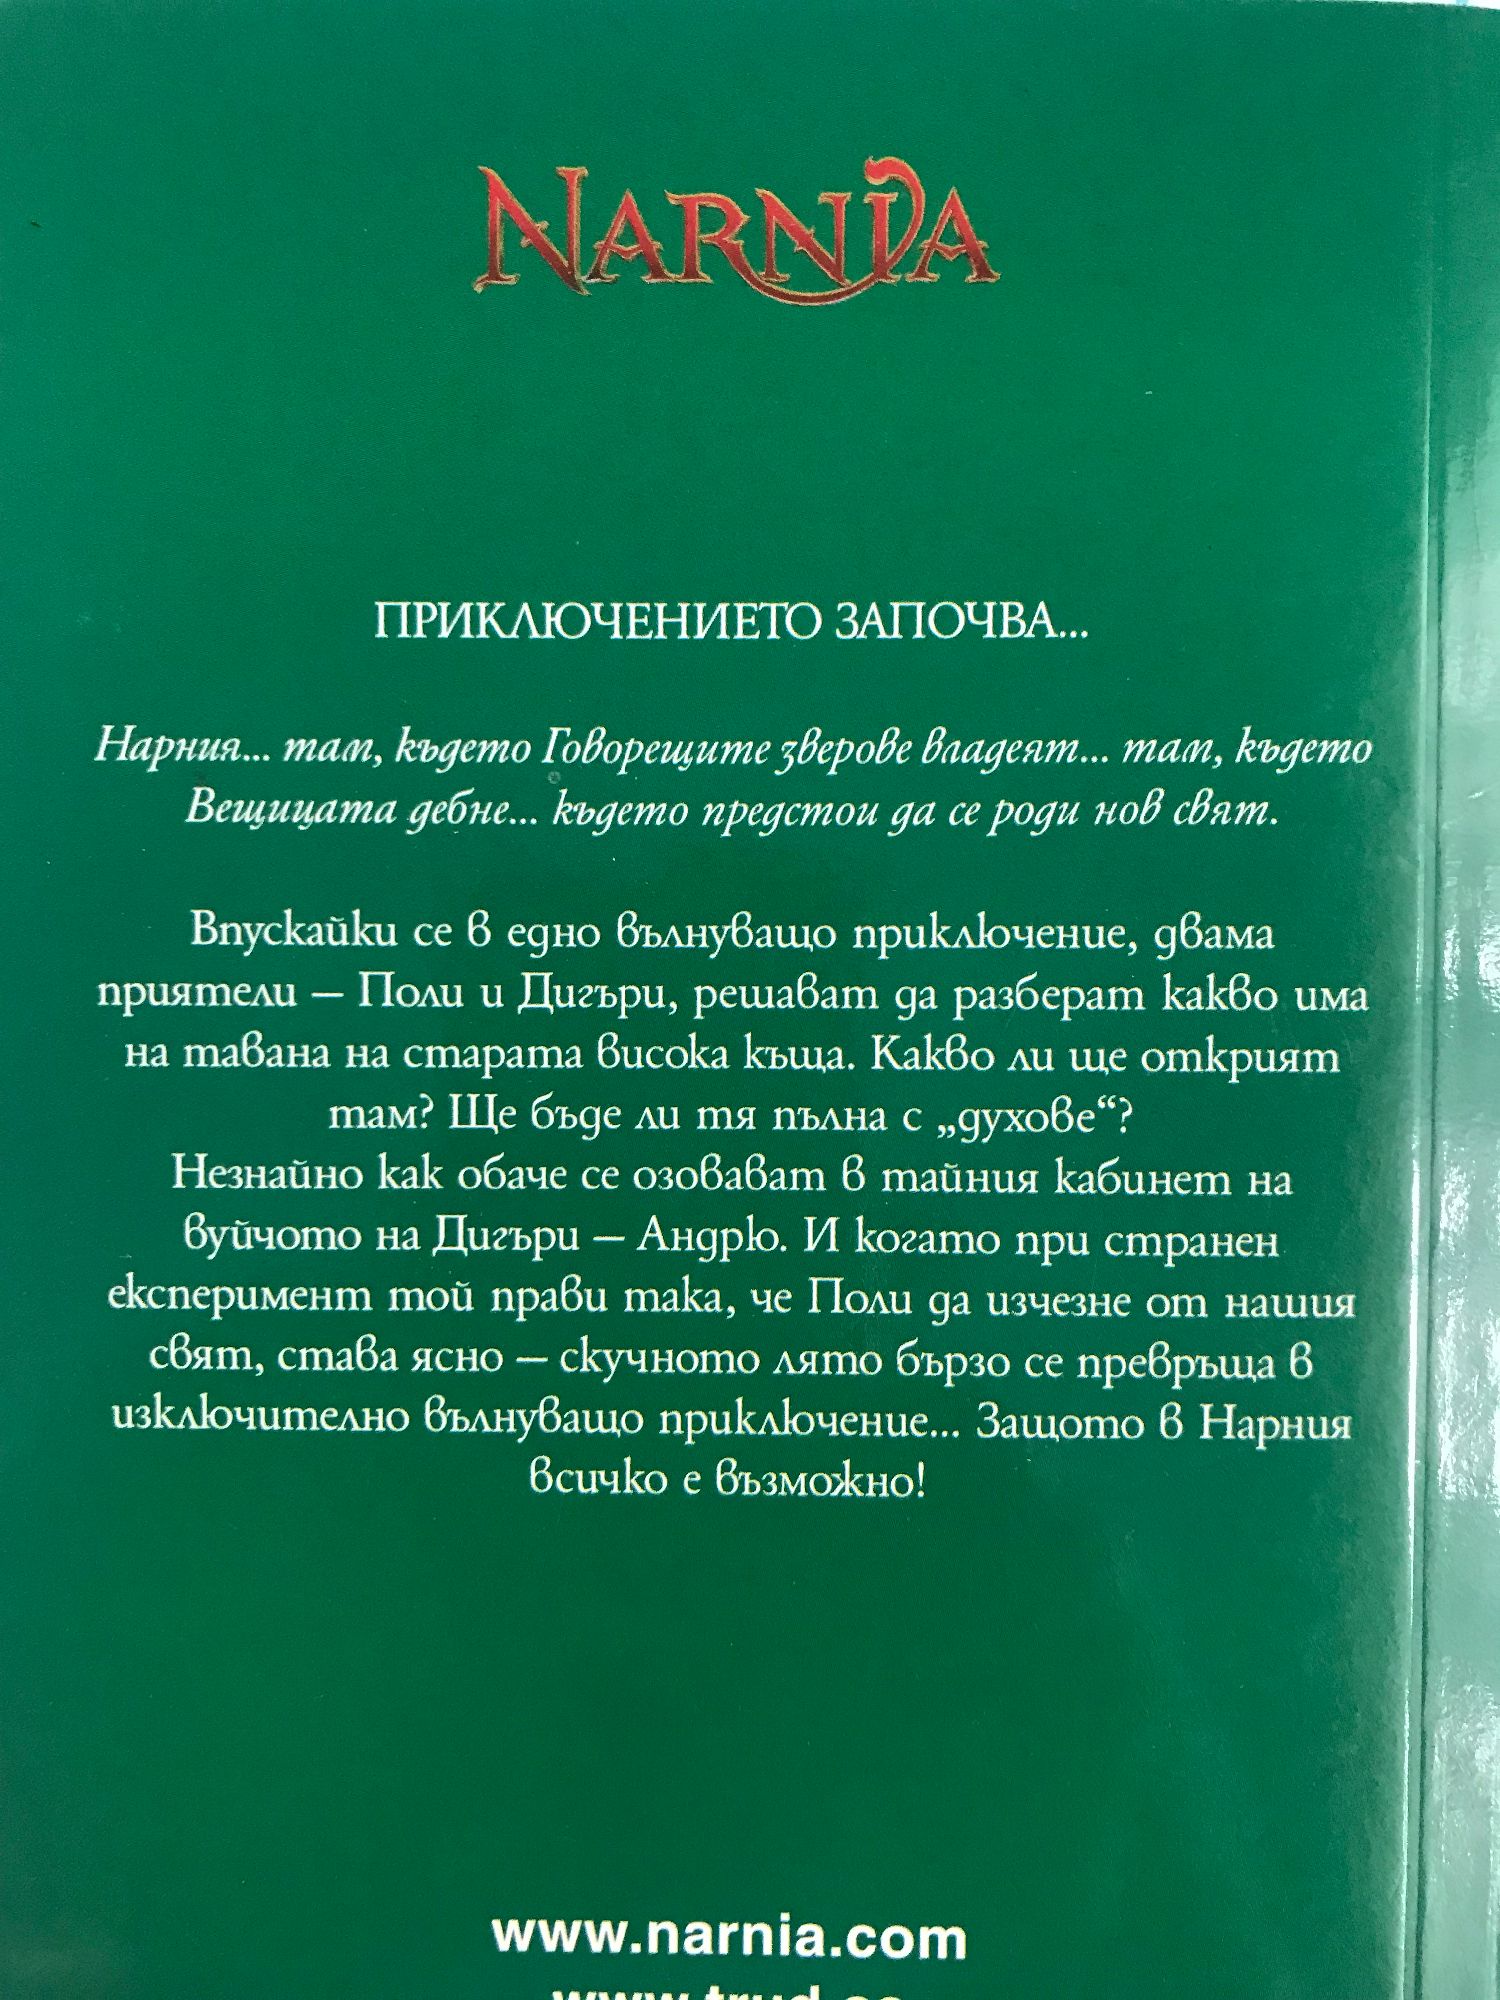 NARNIA
ПРИКЛЮЧЕНИЕТО ЗАПОЧВА...
Нарния... там, където Говорещите зверове владеят... там, където
Вещицата дебне... където предстои да се роди нов свят.
Впускайки се в едно вълнуващо приключение, двама
приятели – Поли и Дигъри, решават да разберат какво има
на тавана на старата висока къща. Какво ли ще открият
там? Ще бъде ли тя пълна с „духове“?
Незнайно как обаче се озовават в тайния кабинет на
вуйчото на Дигъри – Андрю. И когато при странен
експеримент той прави така, че Поли да изчезне от нашия
свят, става ясно – скучното лято бързо се превръща в
изключително вълнуващо приключение... Защото в Нарния
всичко е възможно!
www.narnia.com